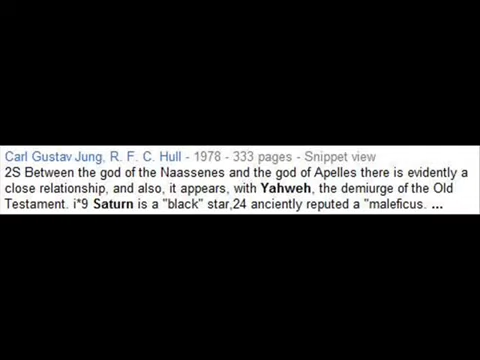 Carl Gustav Jung, R. F. C. Hull - 1978 - 333 pages - Snippet view
2S Between the god of the Naassenes and the god of Apelles there is evidently a
close relationship, and also, it appears, with Yahweh, the demiurge of the Old
Testament. i*9 Saturn is a "black" star,24 anciently reputed a "maleficus. ...